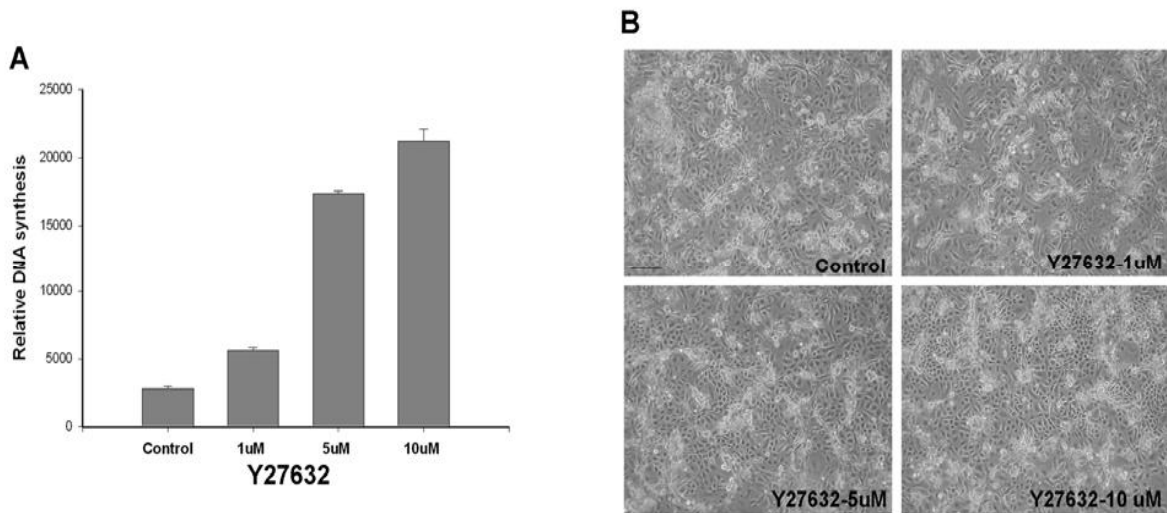 A
25000
20000
15000
10000
5000
0
Relative DNA synthesis
Control 1uM 5uM 10uM
Y27632
B
Control
Y27632-1uM
Y27632-5uM
Y27632-10 uM